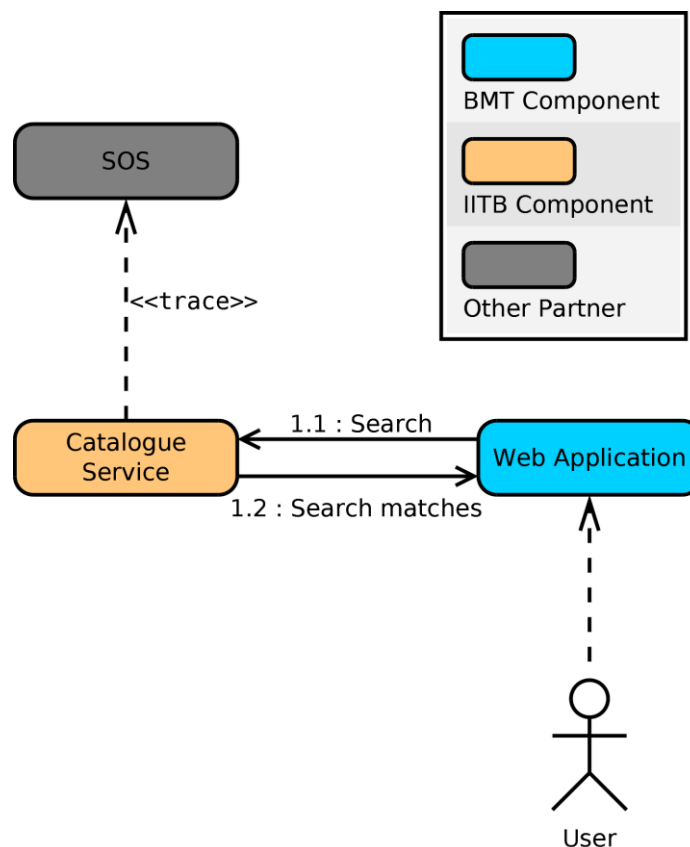 BMT Component
SOS
IITB Component
<<trace>>
Other Partner
1.1 : Search
Catalogue
Service
Web Application
1.2 : Search matches
User